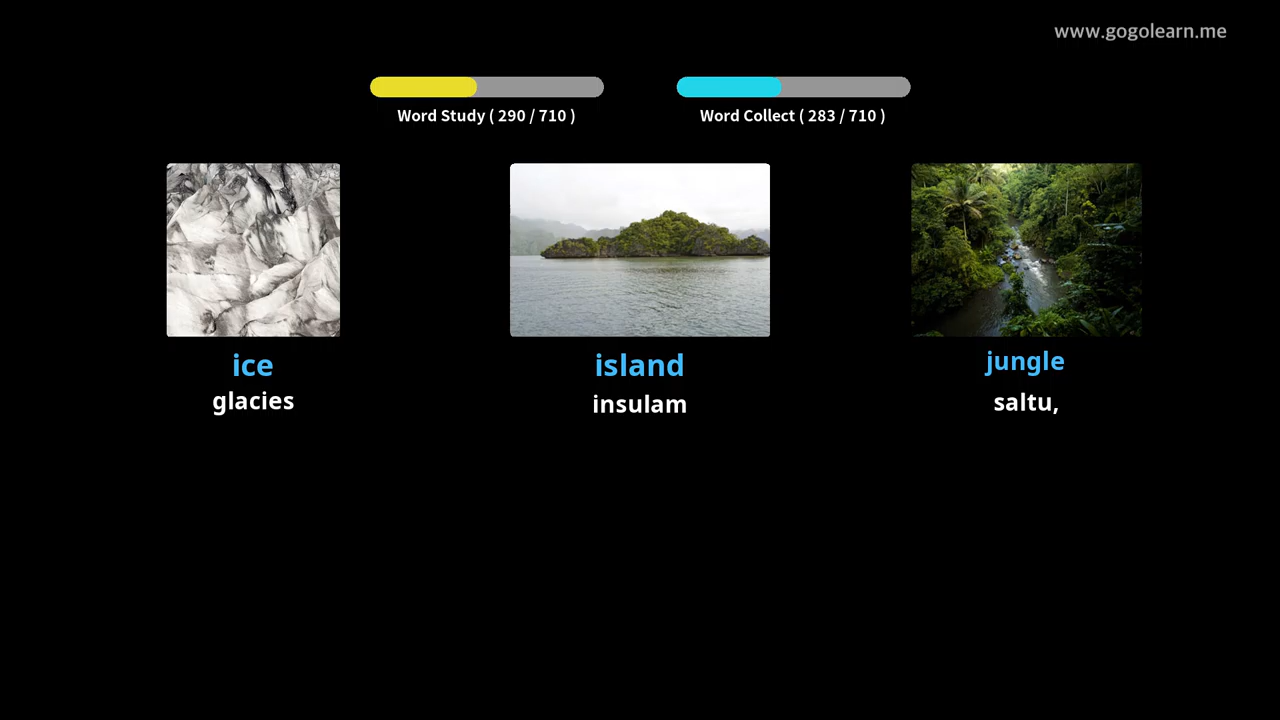 www.gogolearn.me
Word Study ( 290 / 710 )
Word Collect ( 283 / 710 )
ice
glacies
island
insulam
jungle
saltu,